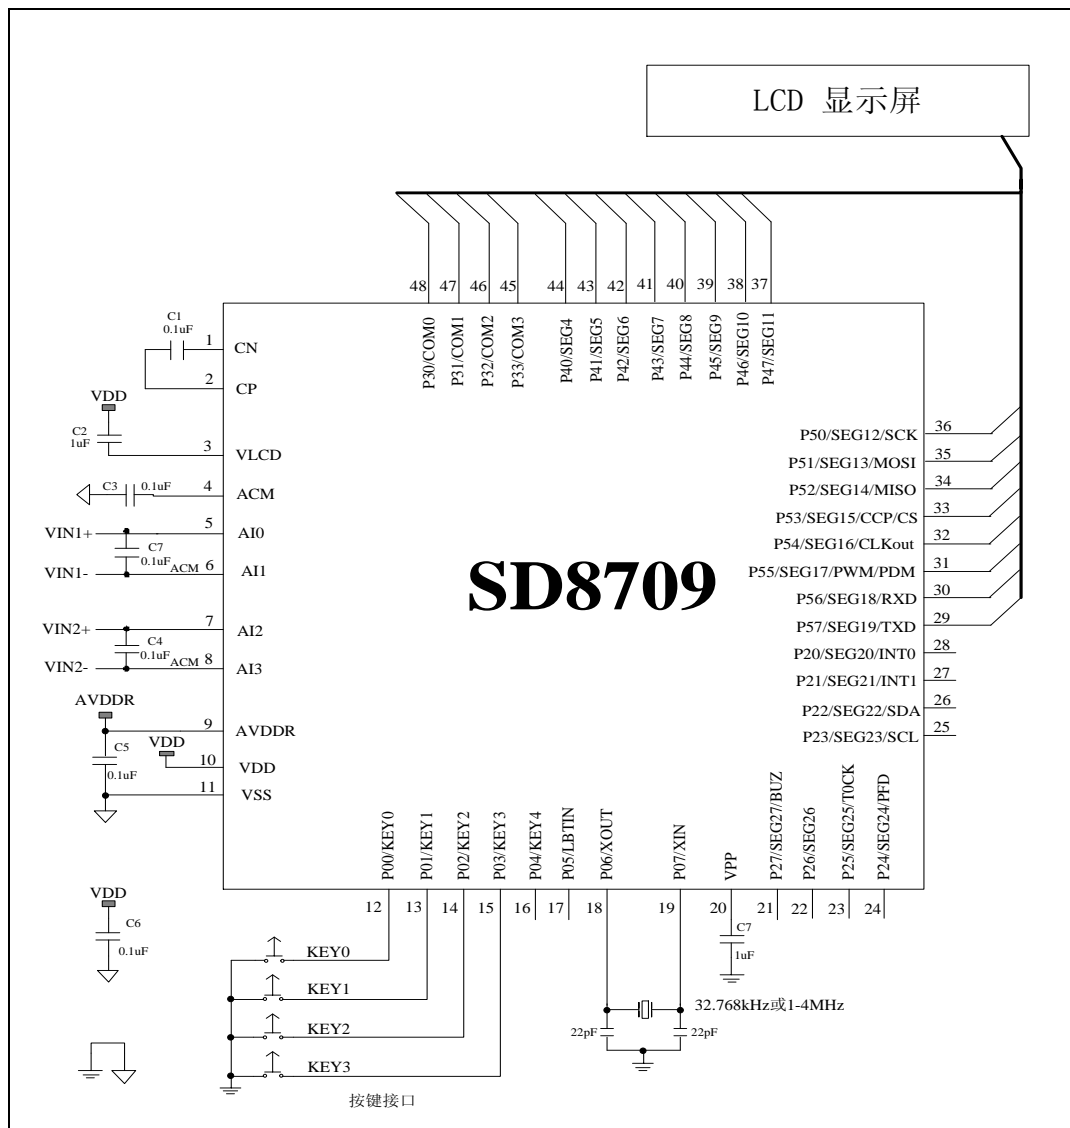 LCD 显示屏
48 47 46 45 44 43 42 41 40 39 38 37
P30/COM0
P31/COM1
P32/COM2
P33/COM3
P40/SEG4
P41/SEG5
P42/SEG6
P43/SEG7
P44/SEG8
P45/SEG9
P46/SEG10
P47/SEG11
C1
0.1uF
1 CN
2 CP
VDD
C2
1uF
3 VLCD
C3 0.1uF 4 ACM
VIN1+ 5 AI0
C7
0.1uF
VIN1- ACM 6 AI1
VIN2+ 7 AI2
C4
0.1uF
VIN2- ACM 8 AI3
AVDDR
9 AVDDR
C5
0.1uF
VDD
10 VDD
11 VSS
SD8709
P50/SEG12/SCK 36
P51/SEG13/MOSI 35
P52/SEG14/MISO 34
P53/SEG15/CCP/CS 33
P54/SEG16/CLKout 32
P55/SEG17/PWM/PDM 31
P56/SEG18/RXD 30
P57/SEG19/TXD 29
P20/SEG20/INT0 28
P21/SEG21/INT1 27
P22/SEG22/SDA 26
P23/SEG23/SCL 25
P00/KEY0
P01/KEY1
P02/KEY2
P03/KEY3
P04/KEY4
P05/LBTIN
P06/XOUT
P07/XIN
VPP
P27/SEG27/BUZ
P26/SEG26
P25/SEG25/T0CK
P24/SEG24/PFD
12 13 14 15 16 17 18 19 20 21 22 23 24
VDD
C6
0.1uF
C7
1uF
KEY0
KEY1
KEY2
KEY3
按键接口
32.768kHz或1-4MHz
22pF 22pF